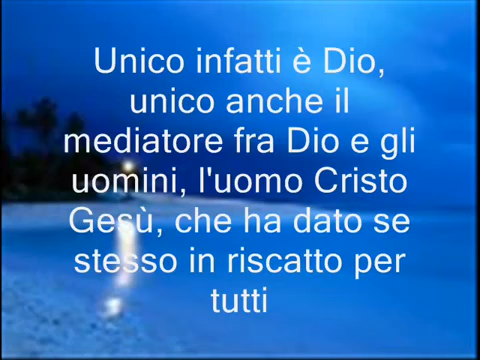 Unico infatti è Dio,
unico anche il
mediatore fra Dio e gli
uomini, l'uomo Cristo
Gesù, che ha dato se
stesso in riscatto per
tutti